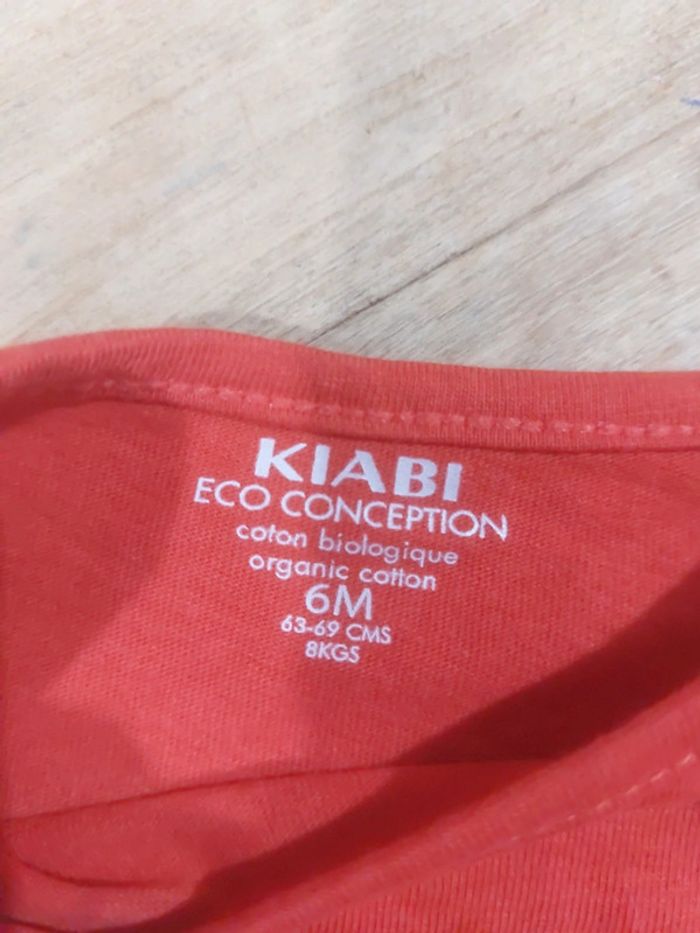 KIABI
ECO CONCEPTION
coton biologique
organic cotton
6M
63-69 CMS
8KGS